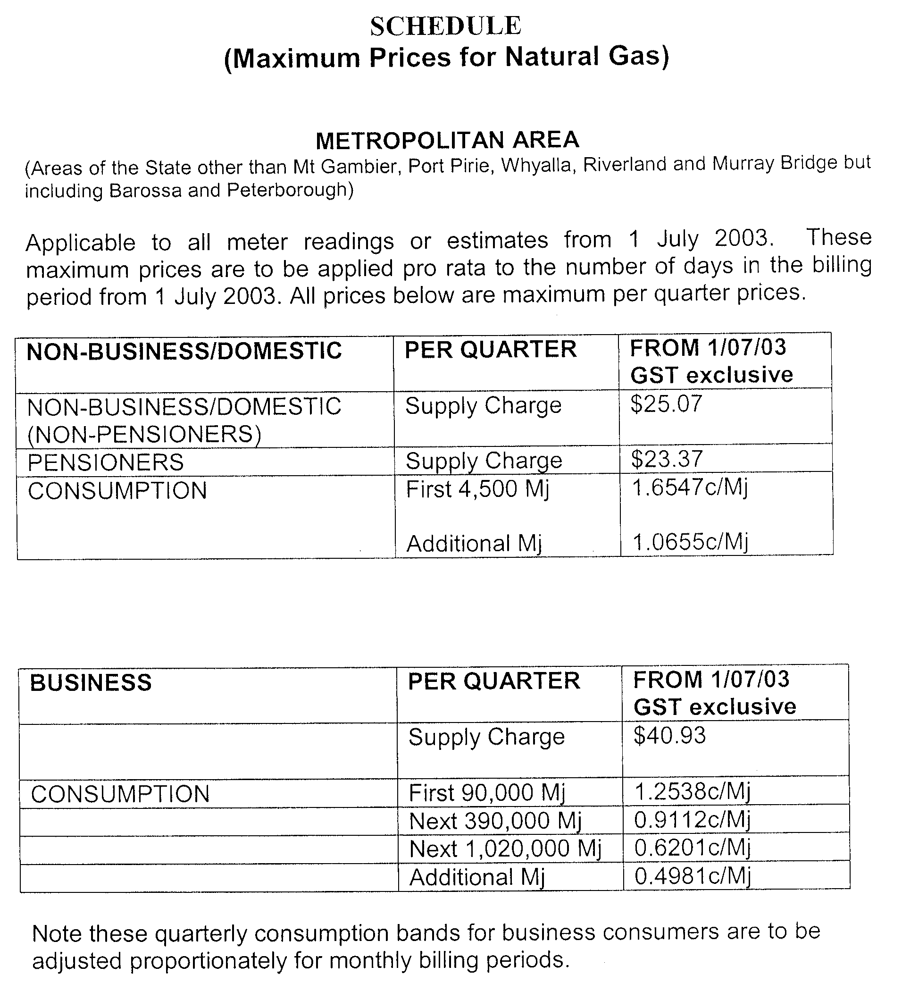 SCHEDULE
(Maximum Prices for Natural Gas)
METROPOLITAN AREA
(Areas of the State other than Mt Gambier, Port Pirie, Whyalla, Riverland and Murray Bridge but
including Barossa and Peterborough)
Applicable to all meter readings or estimates from 1 July 2003. These
maximum prices are to be applied pro rata to the number of days in the billing
period from 1 July 2003. All prices below are maximum per quarter prices.
NON-BUSINESS/DOMESTIC PER QUARTER FROM 1/07/03
GST exclusive
NON-BUSINESS/DOMESTIC Supply Charge $25.07
(NON-PENSIONERS)
PENSIONERS Supply Charge $23.37
CONSUMPTION First 4,500 Mj 1.6547c/Mj
Additional Mj 1.0655c/Mj
BUSINESS PER QUARTER FROM 1/07/03
GST exclusive
Supply Charge $40.93
CONSUMPTION First 90,000 Mj 1.2538c/Mj
Next 390,000 Mj 0.9112c/Mj
Next 1,020,000 Mj 0.6201c/Mj
Additional Mj 0.4981c/Mj
Note these quarterly consumption bands for business consumers are to be
adjusted proportionately for monthly billing periods.